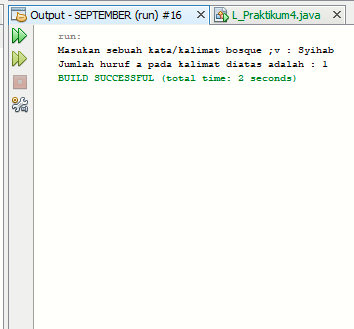 Output - SEPTEMBER (run) #16
L_Praktikum4.java
run:
Masukan sebuah kata/kalimat bosque ;v : Syihab
Jumlah huruf a pada kalimat diatas adalah : 1
BUILD SUCCESSFUL (total time: 2 seconds)